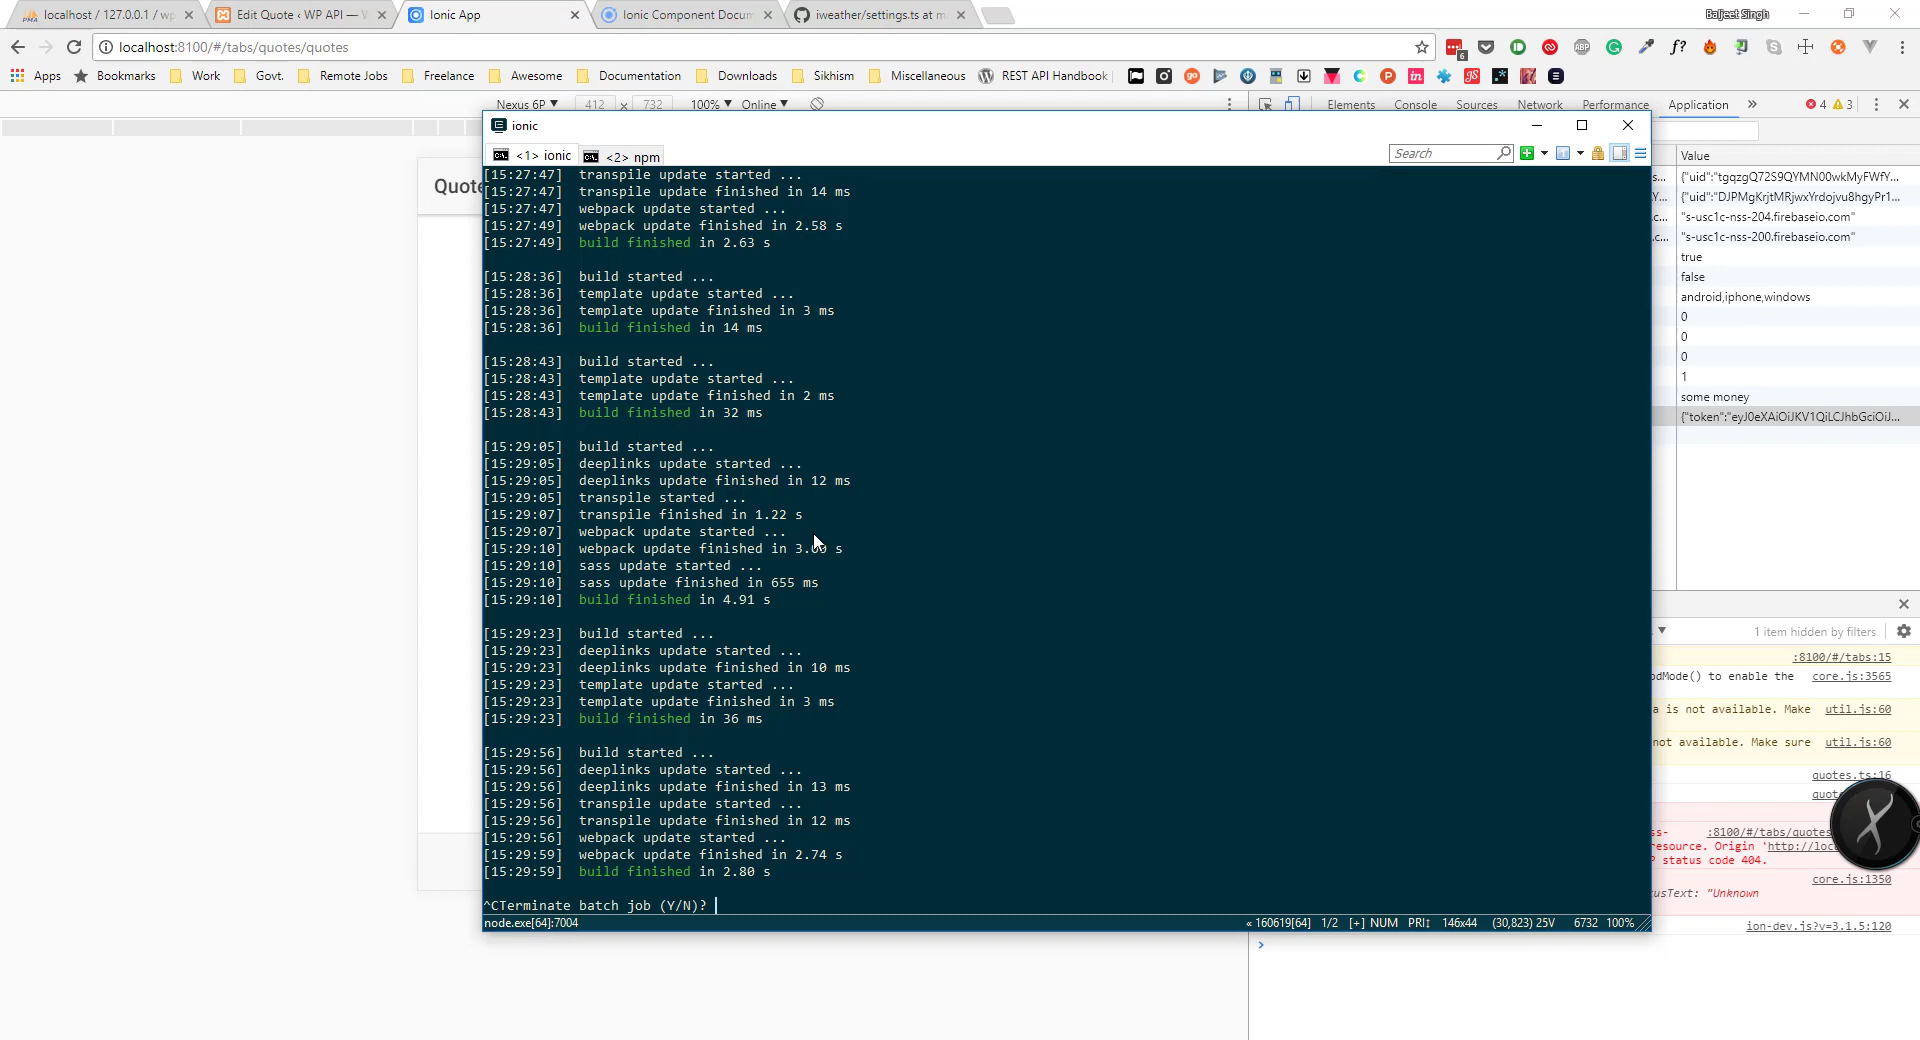 localhost / 127.0.0.1 / wp
Edit Quote ‹ WP API —
Ionic App
Ionic Component Docum
iweather/settings.ts at m
Baljeet Singh
localhost:8100/#/tabs/quotes/quotes
6
ABP
f?
Apps
Bookmarks
Work
Govt.
Remote Jobs
Freelance
Awesome
Documentation
Downloads
Sikhism
Miscellaneous
REST API Handbook
Nexus 6P ▼ 412 x 732 100% ▼ Online ▼
Elements Console Sources Network Performance Application » 4 3
ionic
<1> ionic <2> npm
Search
Value
Quote
{"uid":"tgqzgQ72S9QYMN00wkMyFWfY...
{"uid":"DJPMgKrjtMRjwxYrdojvu8hgyPr1...
"s-usc1c-nss-204.firebaseio.com"
"s-usc1c-nss-200.firebaseio.com"
true
false
android,iphone,windows
0
0
0
1
some money
{"token":"eyJ0eXAiOiJKV1QiLCJhbGciOiJ...
[15:27:47] transpile update started ...
[15:27:47] transpile update finished in 14 ms
[15:27:47] webpack update started ...
[15:27:49] webpack update finished in 2.58 s
[15:27:49] build finished in 2.63 s
[15:28:36] build started ...
[15:28:36] template update started ...
[15:28:36] template update finished in 3 ms
[15:28:36] build finished in 14 ms
[15:28:43] build started ...
[15:28:43] template update started ...
[15:28:43] template update finished in 2 ms
[15:28:43] build finished in 32 ms
[15:29:05] build started ...
[15:29:05] deeplinks update started ...
[15:29:05] deeplinks update finished in 12 ms
[15:29:05] transpile started ...
[15:29:07] transpile finished in 1.22 s
[15:29:07] webpack update started ...
[15:29:10] webpack update finished in s
[15:29:10] sass update started ...
[15:29:10] sass update finished in 655 ms
[15:29:10] build finished in 4.91 s
[15:29:23] build started ...
[15:29:23] deeplinks update started ...
[15:29:23] deeplinks update finished in 10 ms
[15:29:23] template update started ...
[15:29:23] template update finished in 3 ms
[15:29:23] build finished in 36 ms
[15:29:56] build started ...
[15:29:56] deeplinks update started ...
[15:29:56] deeplinks update finished in 13 ms
[15:29:56] transpile update started ...
[15:29:56] transpile update finished in 12 ms
[15:29:56] webpack update started ...
[15:29:59] webpack update finished in 2.74 s
[15:29:59] build finished in 2.80 s
^CTerminate batch job (Y/N)?
node.exe[64]:7004
« 160619[64] 1/2 [+] NUM PRI↕ 146x44 (30,823) 25V 6732 100%
1 item hidden by filters
:8100/#/tabs:15
odMode() to enable the core.js:3565
a is not available. Make util.js:60
not available. Make sure util.js:60
quotes.ts:16
quot
ss- :8100/#/tabs/quotes
resource. Origin 'http://loc
P status code 404.
core.js:1350
usText: "Unknown
ion-dev.js?v=3.1.5:120